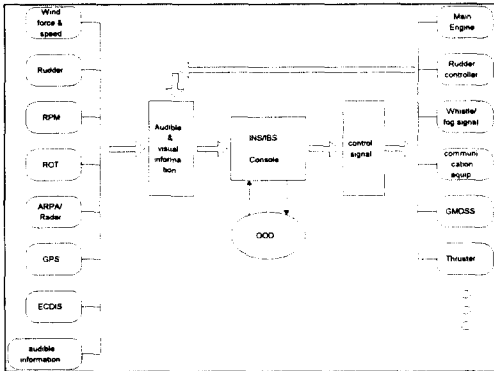 Wind
force &
speed
Rudder
RPM
ROT
ARPA/
Rader
GPS
ECDIS
audible
information
Audible
&
visual
informa
tion
INS/IBS
Console
OOD
control
signal
Main
Engine
Rudder
controller
Whistle/
fog signal
communi
cation
equip
GMDSS
Thruster